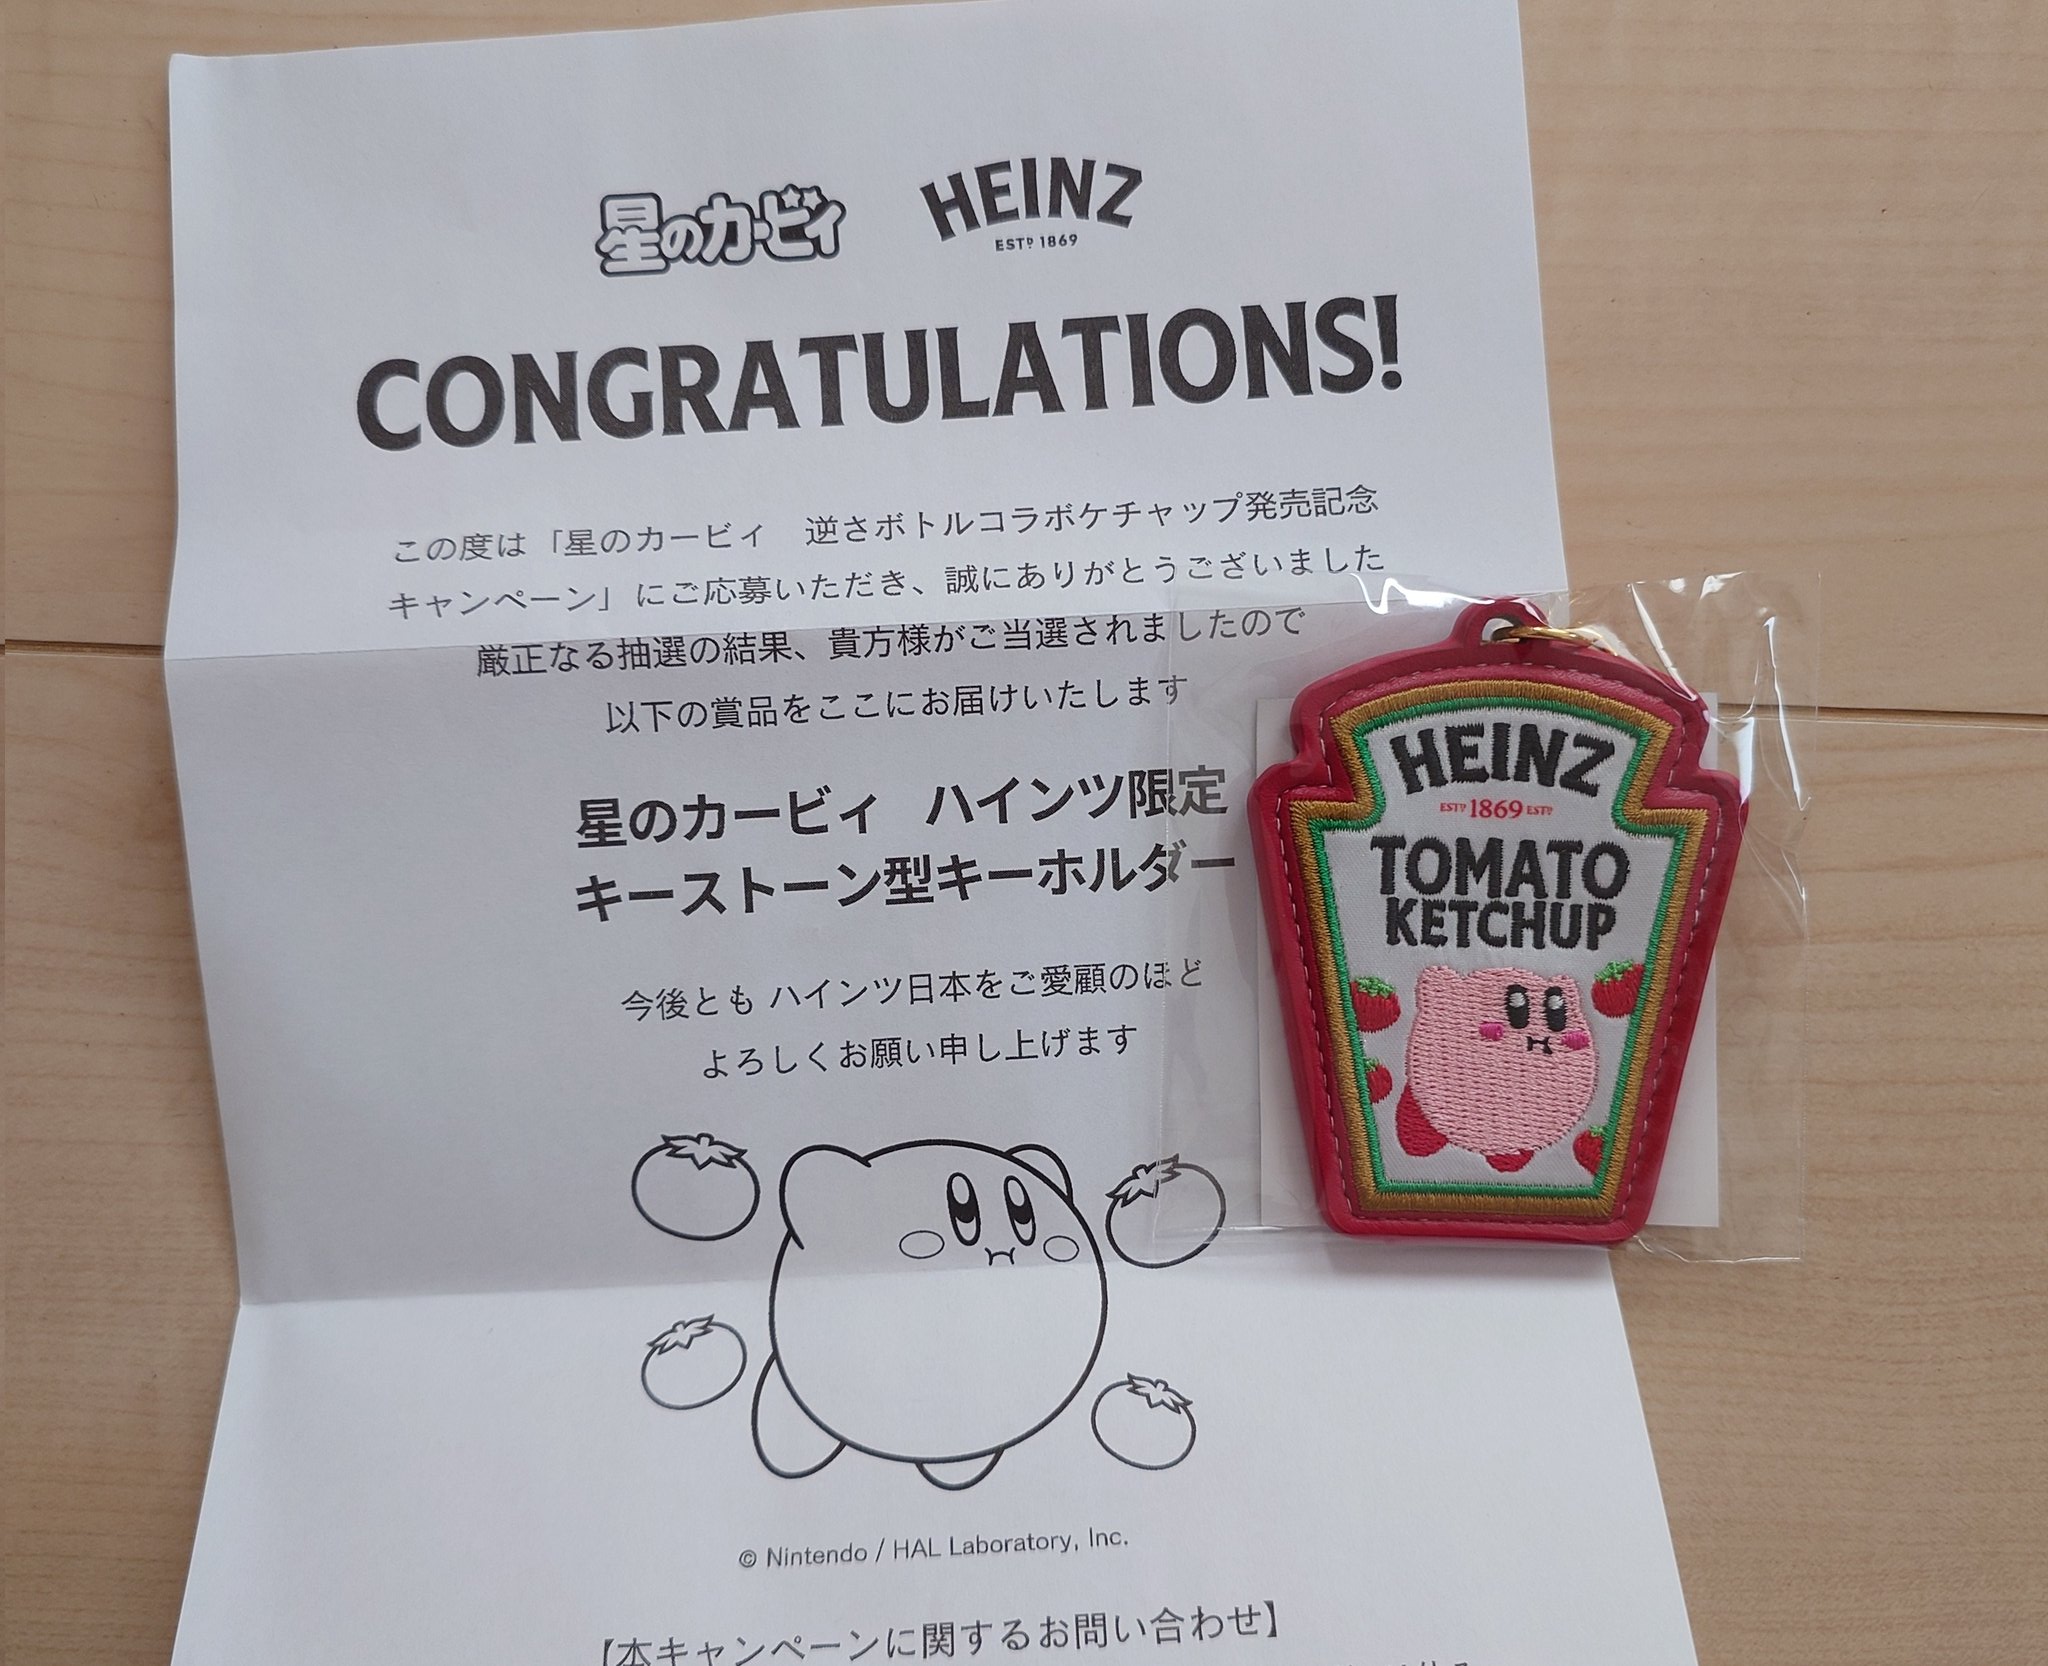 星のカービィ
HEINZ
ESTD 1869
CONGRATULATIONS!
この度は「星のカービィ　逆さボトルコラボケチャップ発売記念
キャンペーン」にご応募いただき、誠にありがとうございました
厳正なる抽選の結果、貴方様がご当選されましたので
以下の賞品をここにお届けいたします
星のカービィ　ハインツ限定
キーストーン型キーホルダー
今後とも ハインツ日本をご愛顧のほど
よろしくお願い申し上げます
© Nintendo / HAL Laboratory, Inc.
【本キャンペーンに関するお問い合わせ】
HEINZ
ESTD 1869 ESTD
TOMATO
KETCHUP